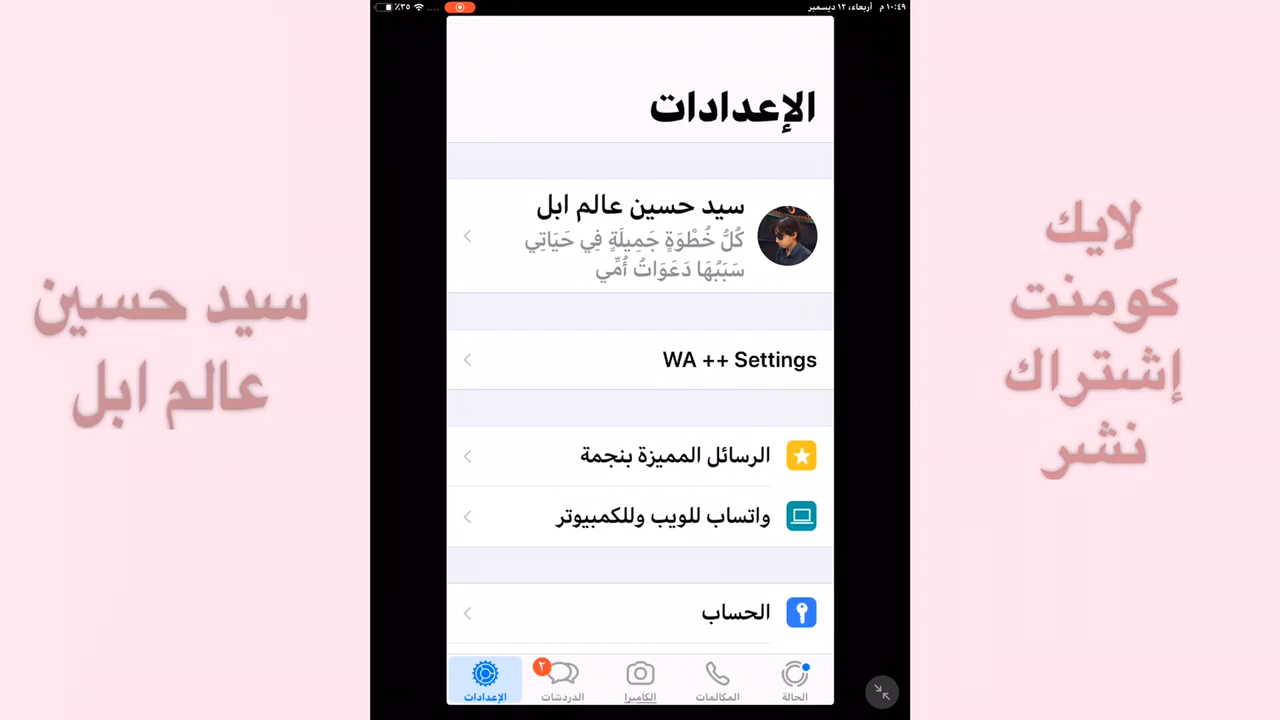 ١٠:٤٩ م أربعاء، ١٢ ديسمبر
٪٣٥
الإعدادات
سيد حسين عالم ابل
كُلُّ خُطْوَةٍ جَمِيلَةٍ فِي حَيَاتِي
سَبَبُهَا دَعَوَاتُ أُمِّي
WA ++ Settings
الرسائل المميزة بنجمة
واتساب للويب وللكمبيوتر
الحساب
الحالة
المكالمات
الكاميرا
٢
الدردشات
الإعدادات
لايك
كومنت
إشتراك
نشر
سيد حسين
عالم ابل